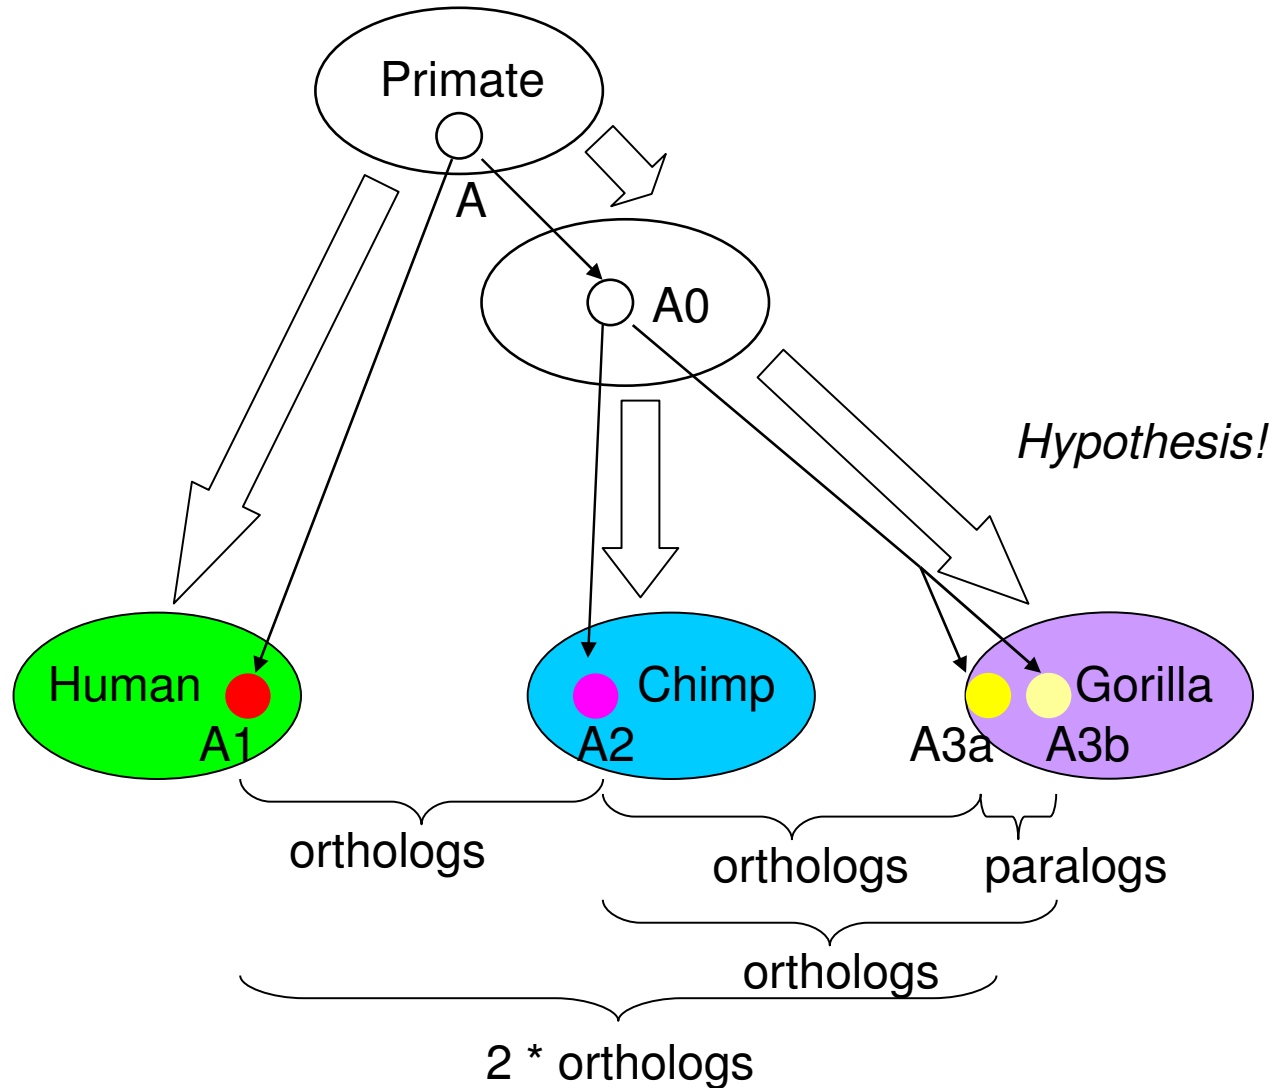 Primate
A
A0
Hypothesis!
Human
Chimp
Gorilla
A1
A2
A3a
A3b
orthologs
orthologs
paralogs
orthologs
2 * orthologs